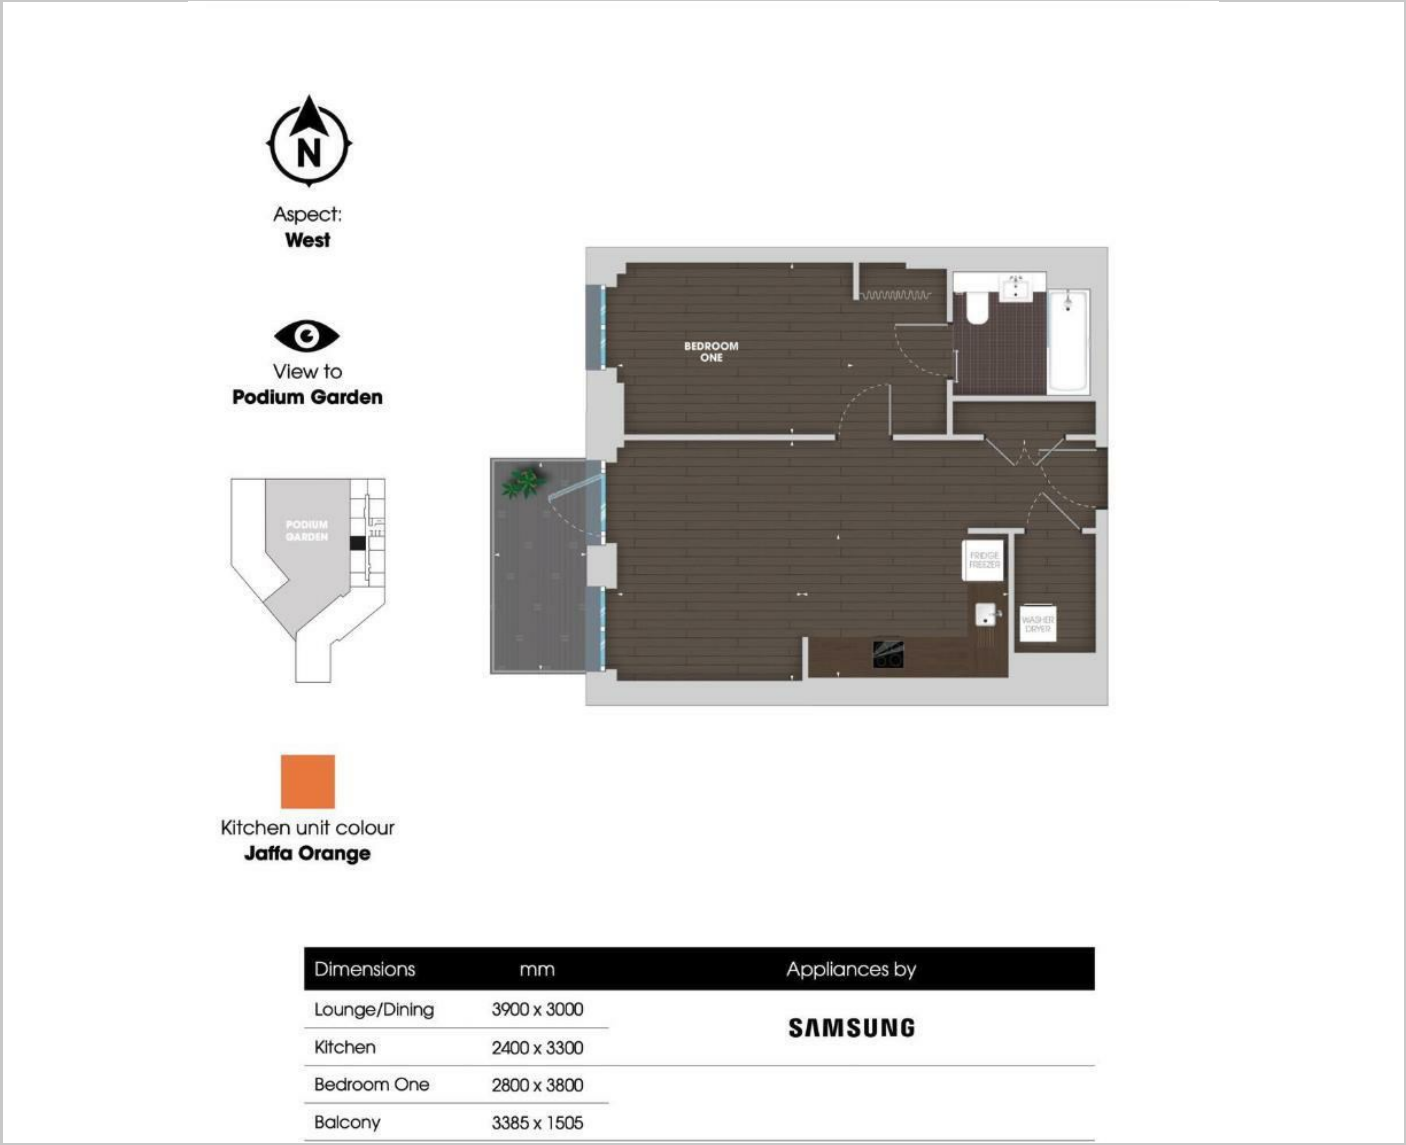 N
Aspect:
West
View to
Podium Garden
PODIUM
GARDEN
Kitchen unit colour
Jaffa Orange
BEDROOM
ONE
FRIDGE
FREEZER
WASHER
DRYER
Dimensions mm Appliances by
Lounge/Dining 3900 x 3000
SAMSUNG
Kitchen 2400 x 3300
Bedroom One 2800 x 3800
Balcony 3385 x 1505